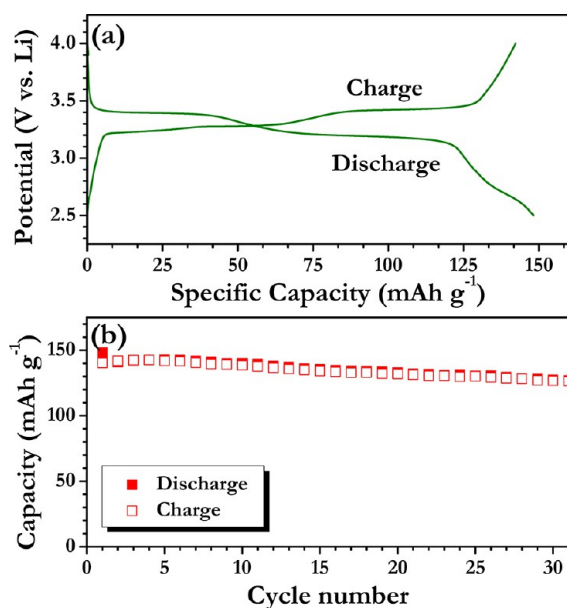 (a)
Potential (V vs. Li)
4.0
3.5
3.0
2.5
Charge
Discharge
0 25 50 75 100 125 150
Specific Capacity (mAh g-1)
(b)
Capacity (mAh g-1)
150
100
50
0
Discharge
Charge
0 5 10 15 20 25 30
Cycle number